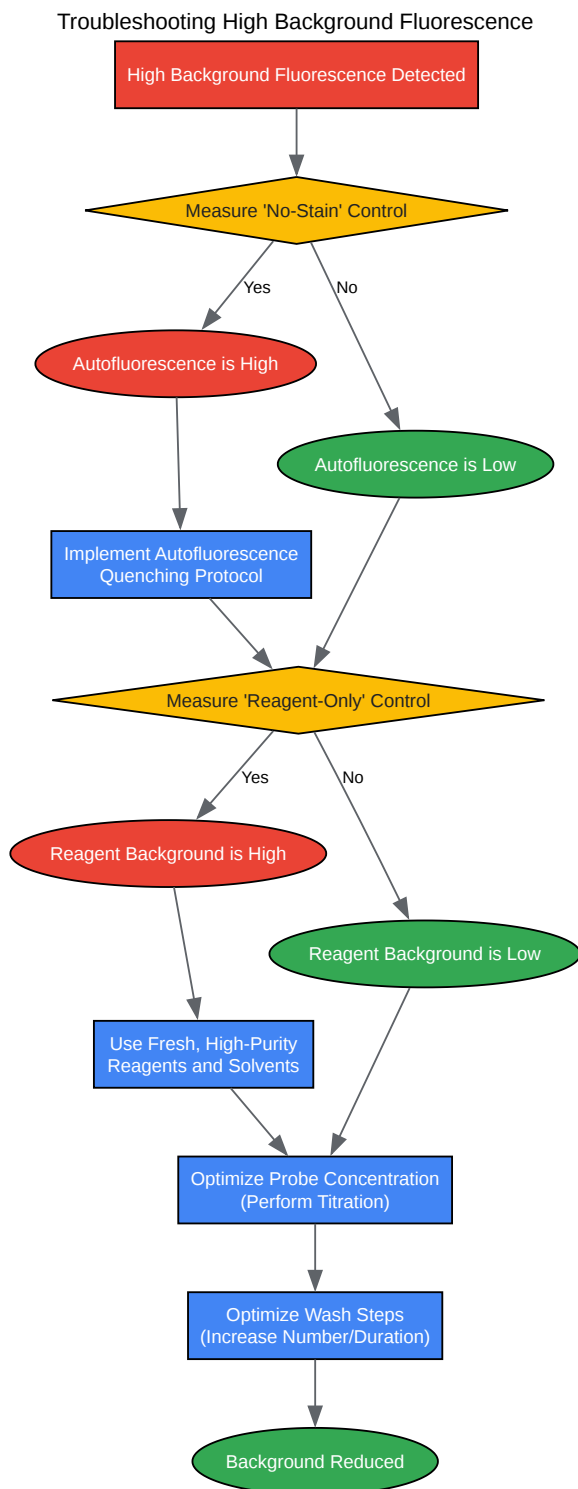 Troubleshooting High Background Fluorescence
High Background Fluorescence Detected
Measure 'No-Stain' Control
Yes
No
Autofluorescence is High
Autofluorescence is Low
Implement Autofluorescence
Quenching Protocol
Measure 'Reagent-Only' Control
Yes
No
Reagent Background is High
Reagent Background is Low
Use Fresh, High-Purity
Reagents and Solvents
Optimize Probe Concentration
(Perform Titration)
Optimize Wash Steps
(Increase Number/Duration)
Background Reduced